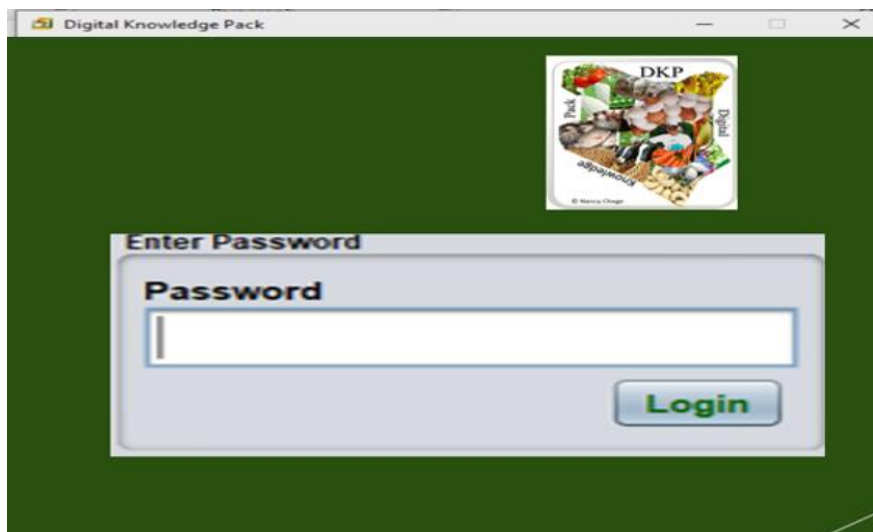 Digital Knowledge Pack
DKP
Pack
Digital
Knowledge
Enter Password
Password
Login